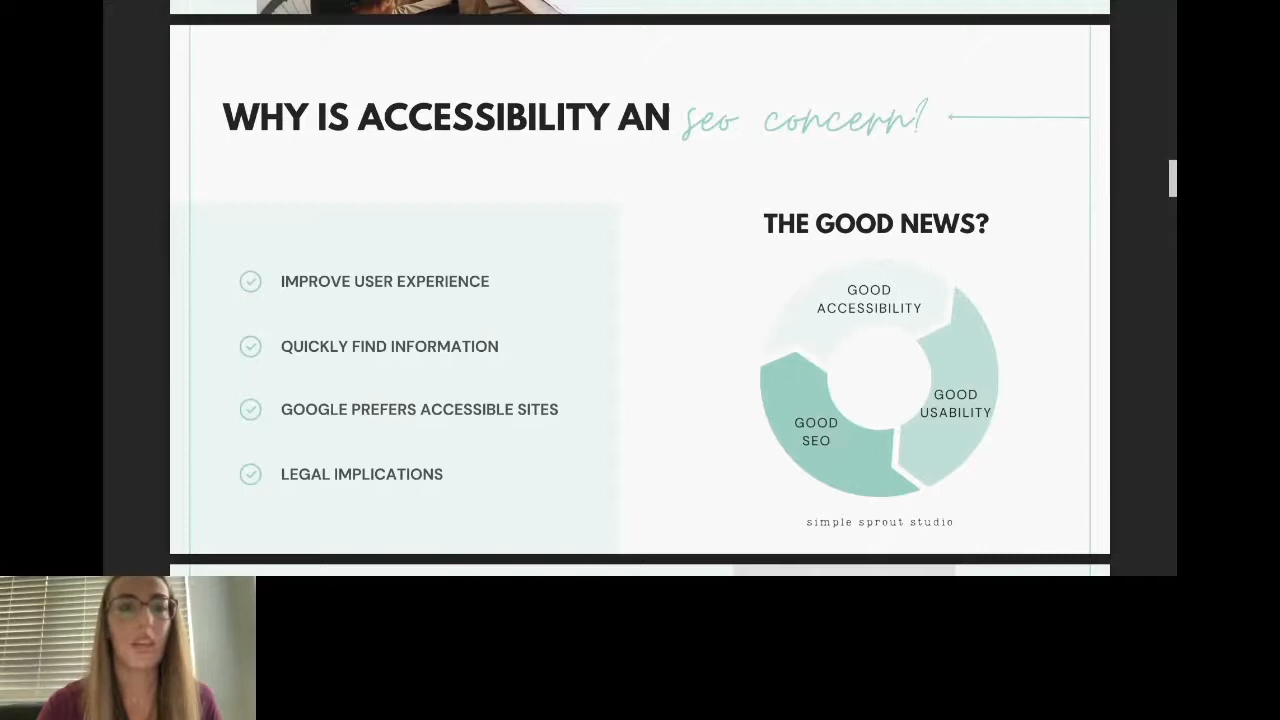 WHY IS ACCESSIBILITY AN seo concern?
IMPROVE USER EXPERIENCE
QUICKLY FIND INFORMATION
GOOGLE PREFERS ACCESSIBLE SITES
LEGAL IMPLICATIONS
THE GOOD NEWS?
GOOD
ACCESSIBILITY
GOOD
USABILITY
GOOD
SEO
simple sprout studio